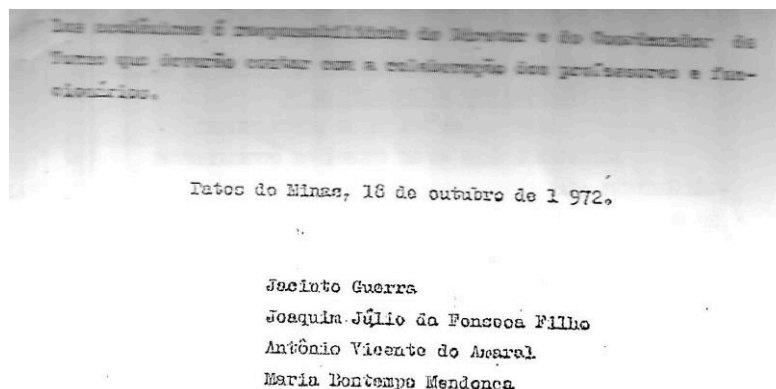 Dos condôminos é responsabilidade do Diretor e do Coordenador de
Turno que deverão contar com a colaboração dos professores e fun-
cionários.
Patos de Minas, 18 de outubro de 1 972.
Jacinto Guerra
Joaquim Júlio da Fonseca Filho
Antônio Vicente do Amaral
Maria Bontempo Mendonça